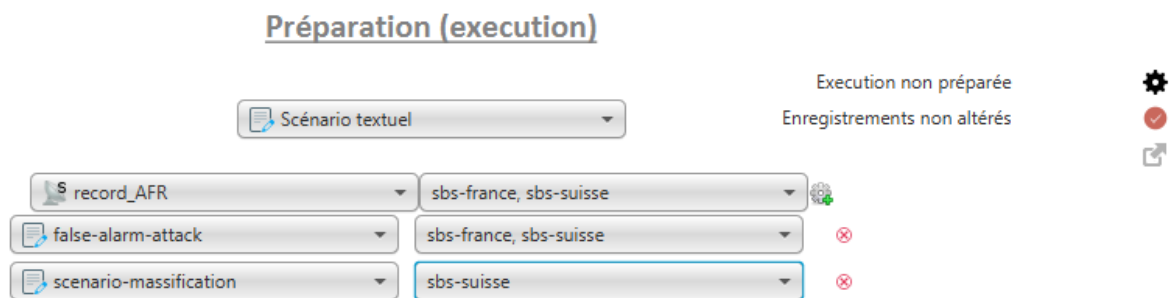 Préparation (execution)
Execution non préparée
Scénario textuel
Enregistrements non altérés
S record_AFR sbs-france, sbs-suisse
false-alarm-attack sbs-france, sbs-suisse
scenario-massification sbs-suisse